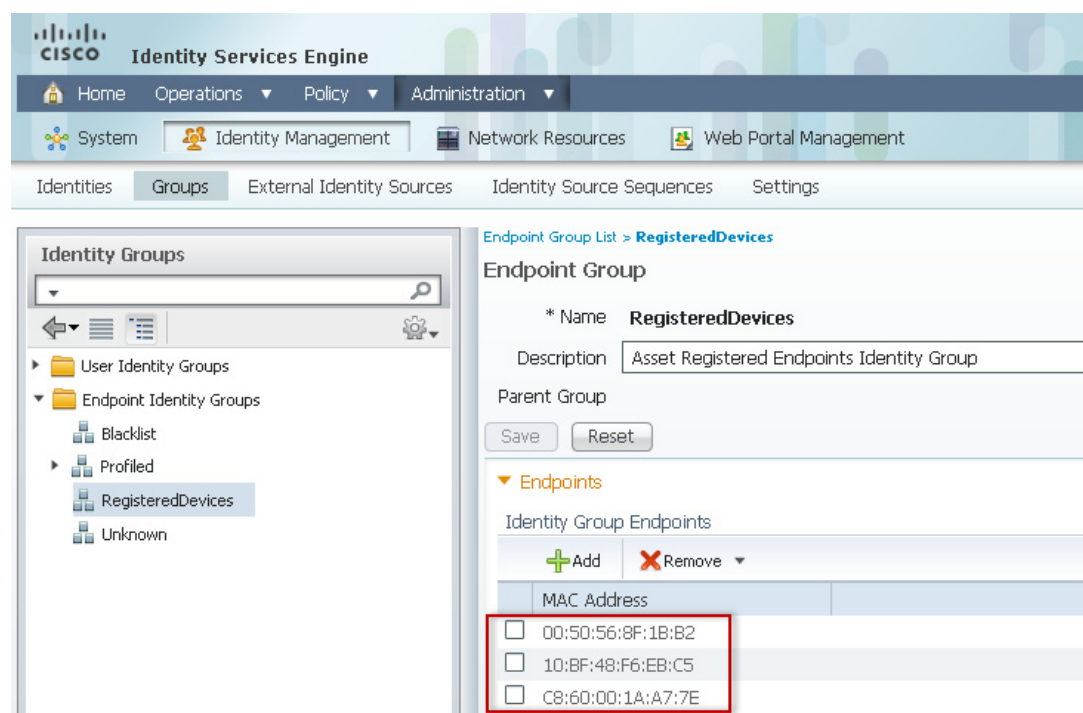 CISCO Identity Services Engine
Home Operations Policy Administration
System Identity Management Network Resources Web Portal Management
Identities Groups External Identity Sources Identity Source Sequences Settings
Identity Groups
User Identity Groups
Endpoint Identity Groups
Blacklist
Profiled
RegisteredDevices
Unknown
Endpoint Group List > RegisteredDevices
Endpoint Group
* Name RegisteredDevices
Description Asset Registered Endpoints Identity Group
Parent Group
Save Reset
Endpoints
Identity Group Endpoints
Add Remove
MAC Address
00:50:56:8F:1B:B2
10:BF:48:F6:EB:C5
C8:60:00:1A:A7:7E